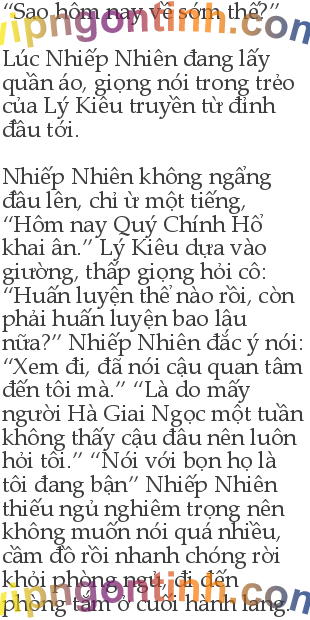 “Sao hôm nay về sớm thế?”
vipngontinh.com
Lúc Nhiếp Nhiên đang lấy
quần áo, giọng nói trong trẻo
của Lý Kiêu truyền từ đỉnh
đầu tới.
Nhiếp Nhiên không ngẩng
đầu lên, chỉ ừ một tiếng,
“Hôm nay Quý Chính Hổ
khai ân.” Lý Kiêu dựa vào
giường, thấp giọng hỏi cô:
“Huấn luyện thế nào rồi, còn
phải huấn luyện bao lâu
nữa?” Nhiếp Nhiên đắc ý nói:
“Xem đi, đã nói cậu quan tâm
đến tôi mà.” “Là do mấy
người Hà Giai Ngọc một tuần
không thấy cậu đâu nên luôn
hỏi tôi.” “Nói với bọn họ là
tôi đang bận” Nhiếp Nhiên
thiếu ngủ nghiêm trọng nên
không muốn nói quá nhiều,
cầm đồ rồi nhanh chóng rời
khỏi phòng ngủ, đi đến
phòng tắm ở cuối hành lang.
vipngontinh.com